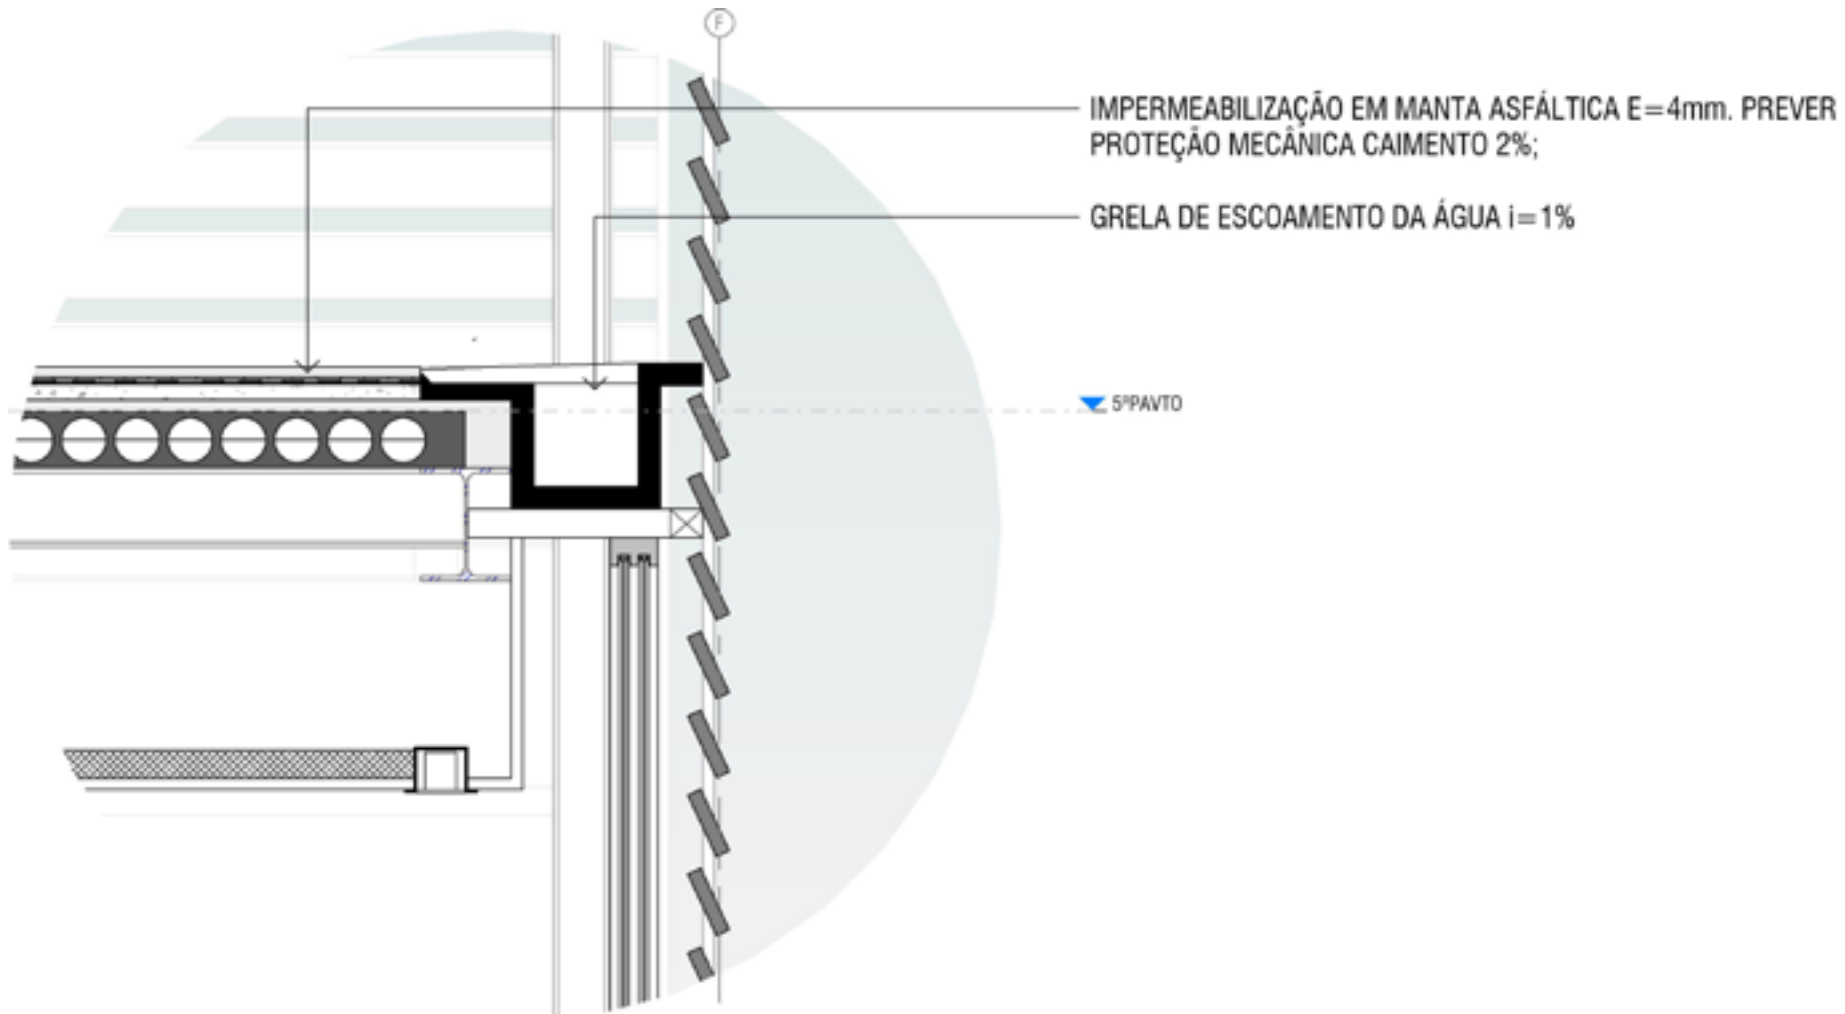 F
IMPERMEABILIZAÇÃO EM MANTA ASFÁLTICA E=4mm. PREVER
PROTEÇÃO MECÂNICA CAIMENTO 2%;
GRELA DE ESCOAMENTO DA ÁGUA i=1%
5ºPAVTO